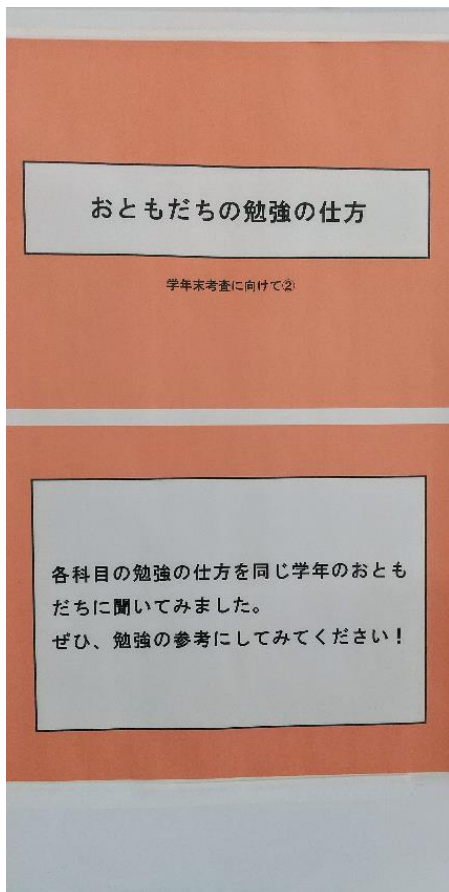 おともだちの勉強の仕方
学年末考査に向けて②
各科目の勉強の仕方を同じ学年のおとも
だちに聞いてみました。
ぜひ、勉強の参考にしてみてください！